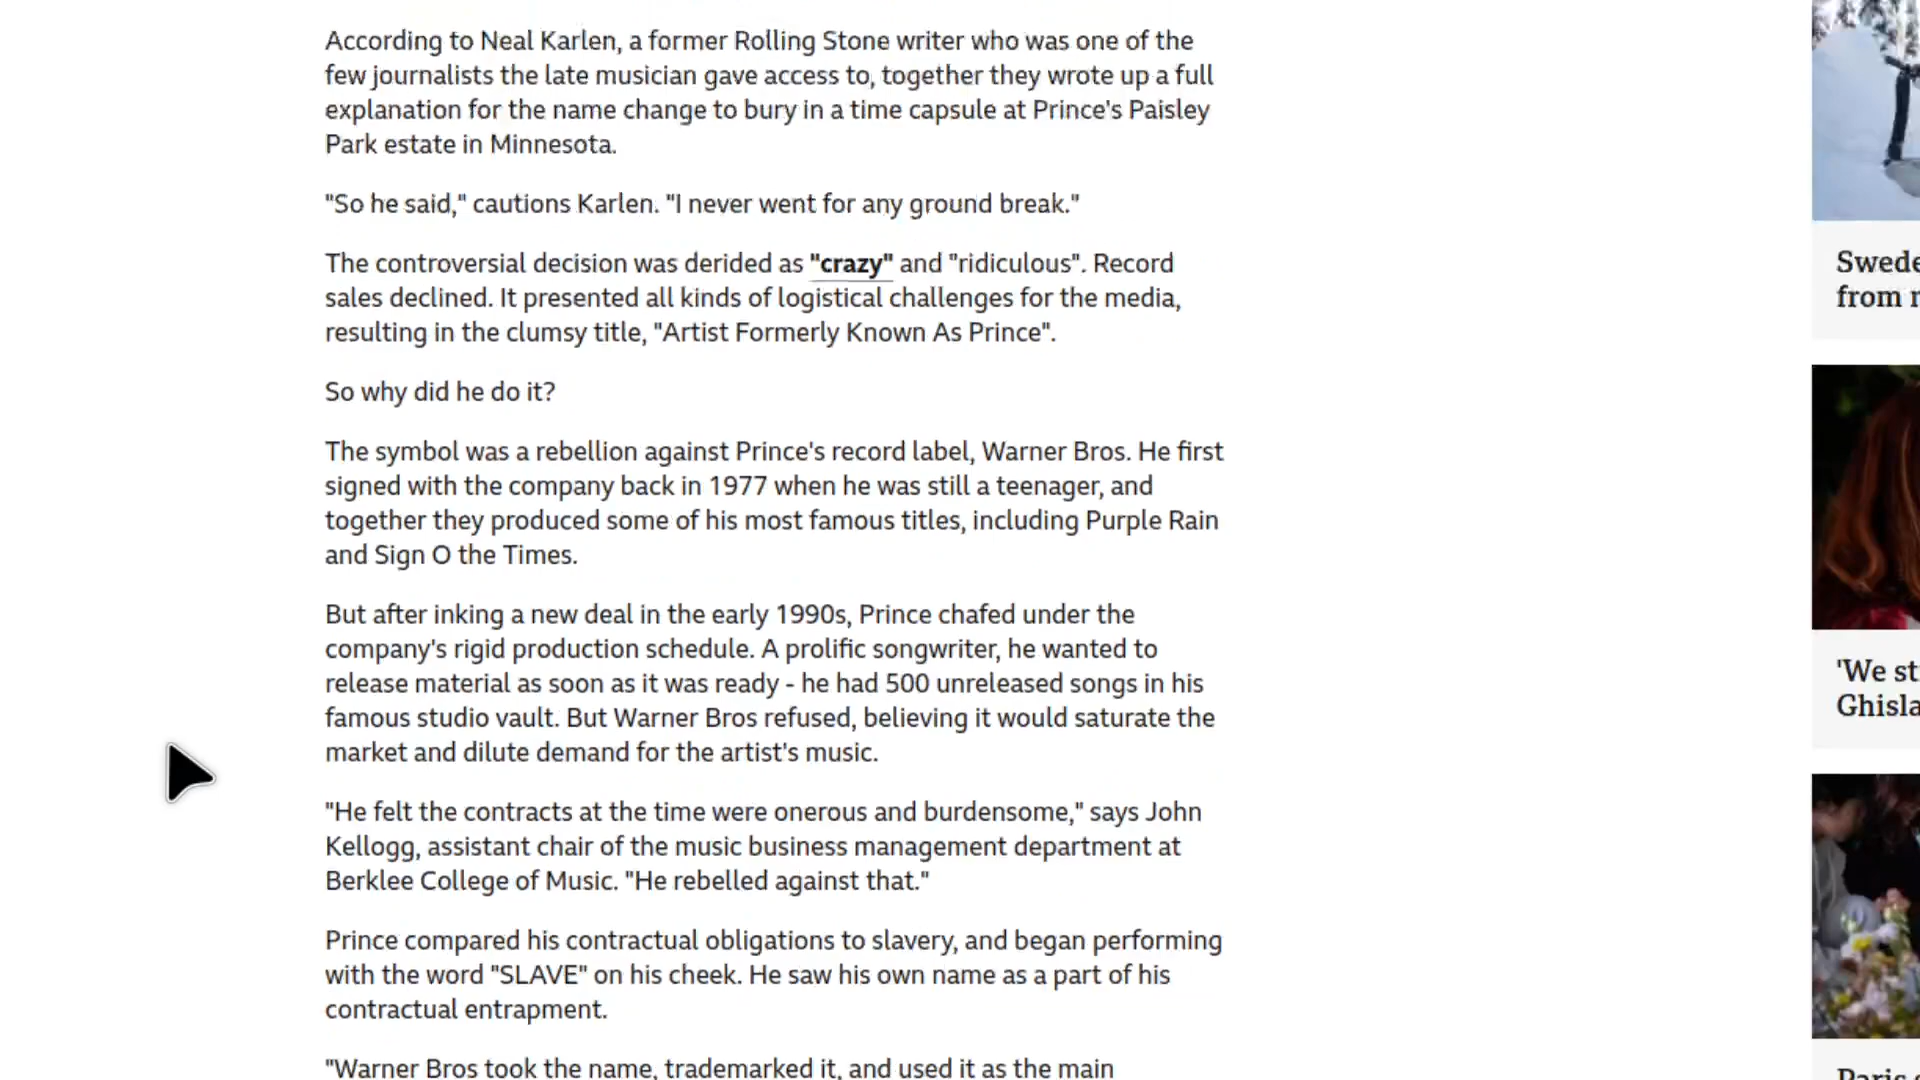 According to Neal Karlen, a former Rolling Stone writer who was one of the
few journalists the late musician gave access to, together they wrote up a full
explanation for the name change to bury in a time capsule at Prince's Paisley
Park estate in Minnesota.
"So he said," cautions Karlen. "I never went for any ground break."
The controversial decision was derided as "crazy" and "ridiculous". Record
sales declined. It presented all kinds of logistical challenges for the media,
resulting in the clumsy title, "Artist Formerly Known As Prince".
So why did he do it?
The symbol was a rebellion against Prince's record label, Warner Bros. He first
signed with the company back in 1977 when he was still a teenager, and
together they produced some of his most famous titles, including Purple Rain
and Sign O the Times.
But after inking a new deal in the early 1990s, Prince chafed under the
company's rigid production schedule. A prolific songwriter, he wanted to
release material as soon as it was ready - he had 500 unreleased songs in his
famous studio vault. But Warner Bros refused, believing it would saturate the
market and dilute demand for the artist's music.
"He felt the contracts at the time were onerous and burdensome," says John
Kellogg, assistant chair of the music business management department at
Berklee College of Music. "He rebelled against that."
Prince compared his contractual obligations to slavery, and began performing
with the word "SLAVE" on his cheek. He saw his own name as a part of his
contractual entrapment.
"Warner Bros took the name, trademarked it, and used it as the main
Swede
from
'We st
Ghisla
Paris